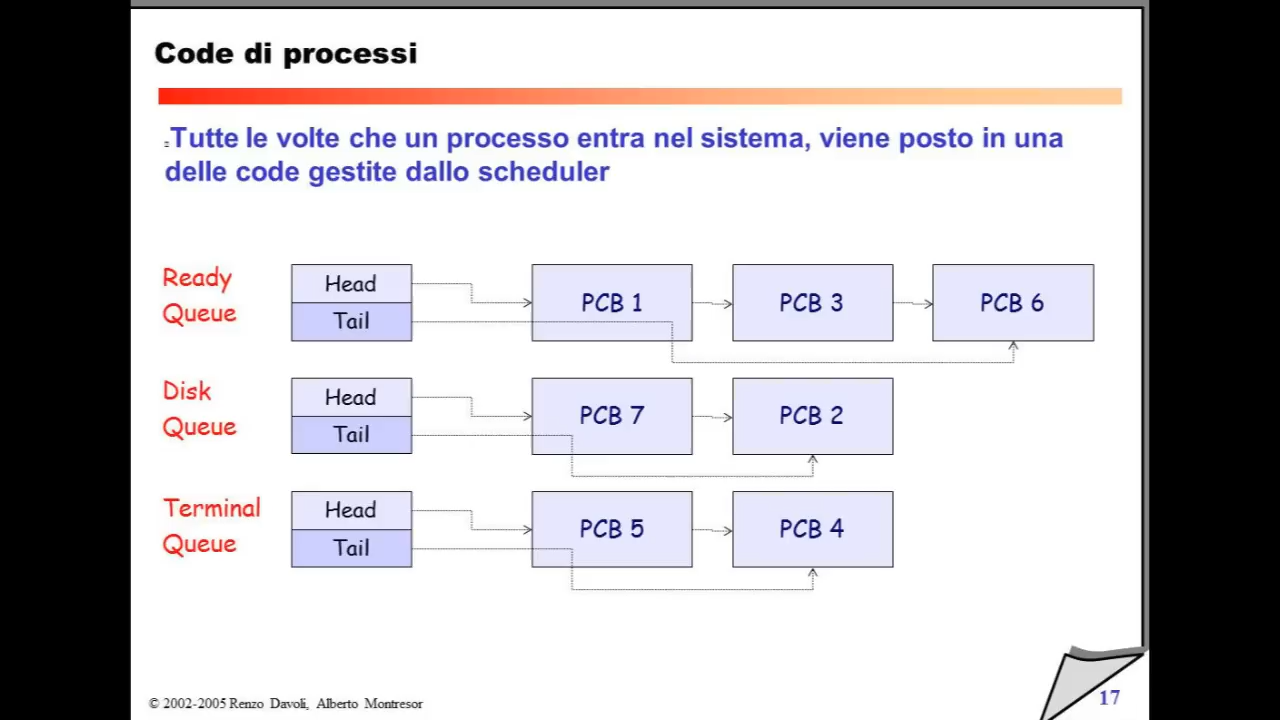 Code di processi
Tutte le volte che un processo entra nel sistema, viene posto in una
delle code gestite dallo scheduler
Ready
Queue
Head
Tail
PCB 1
PCB 3
PCB 6
Disk
Queue
Head
Tail
PCB 7
PCB 2
Terminal
Queue
Head
Tail
PCB 5
PCB 4
© 2002-2005 Renzo Davoli, Alberto Montresor
17